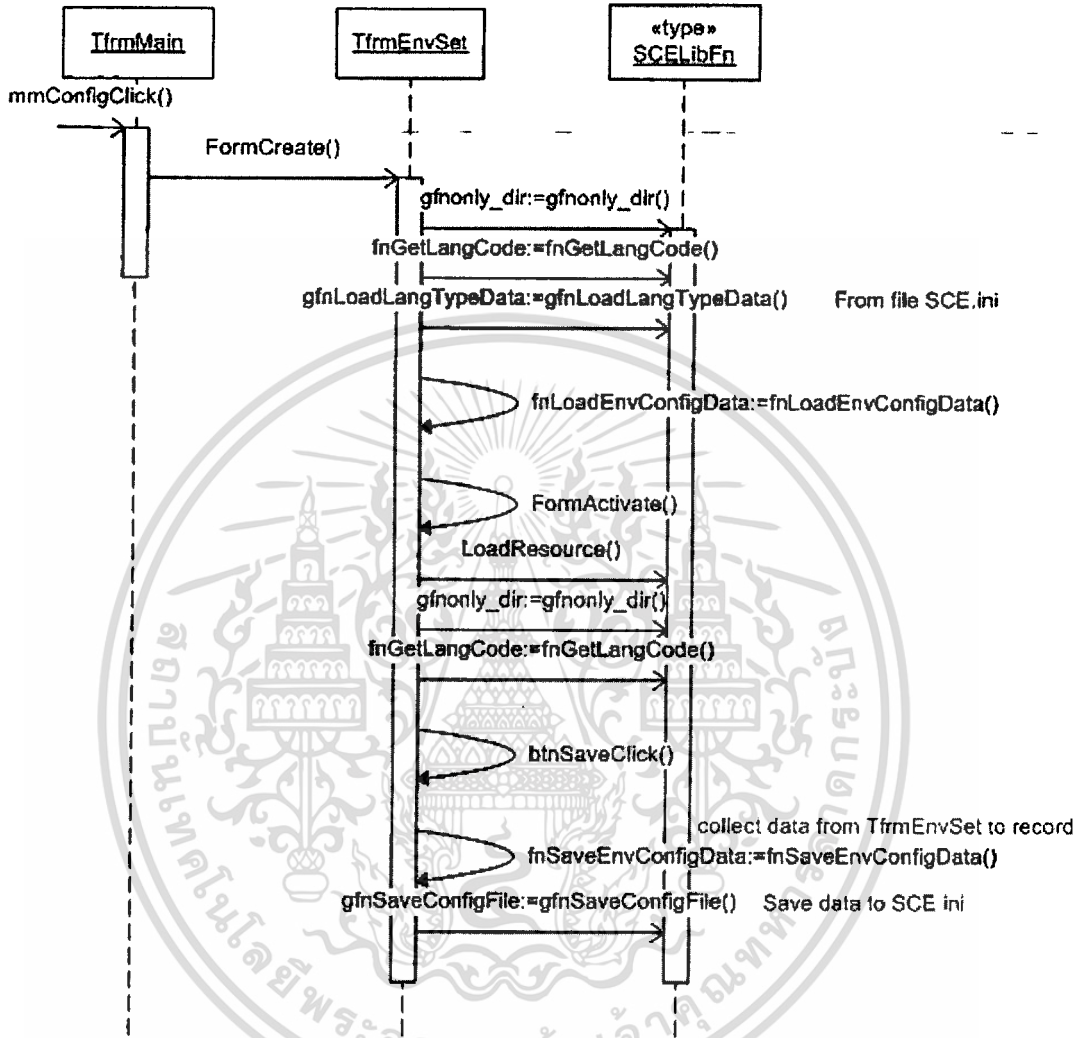 TfrmMain
TfrmEnvSet
«type»
SCELibFn
mmConfigClick()
FormCreate()
gfnonly_dir:=gfnonly_dir()
fnGetLangCode:=fnGetLangCode()
gfnLoadLangTypeData:=gfnLoadLangTypeData() From file SCE.ini
fnLoadEnvConfigData:=fnLoadEnvConfigData()
FormActivate()
LoadResource()
gfnonly_dir:=gfnonly_dir()
fnGetLangCode:=fnGetLangCode()
btnSaveClick()
collect data from TfrmEnvSet to record
fnSaveEnvConfigData:=fnSaveEnvConfigData()
gfnSaveConfigFile:=gfnSaveConfigFile() Save data to SCE ini